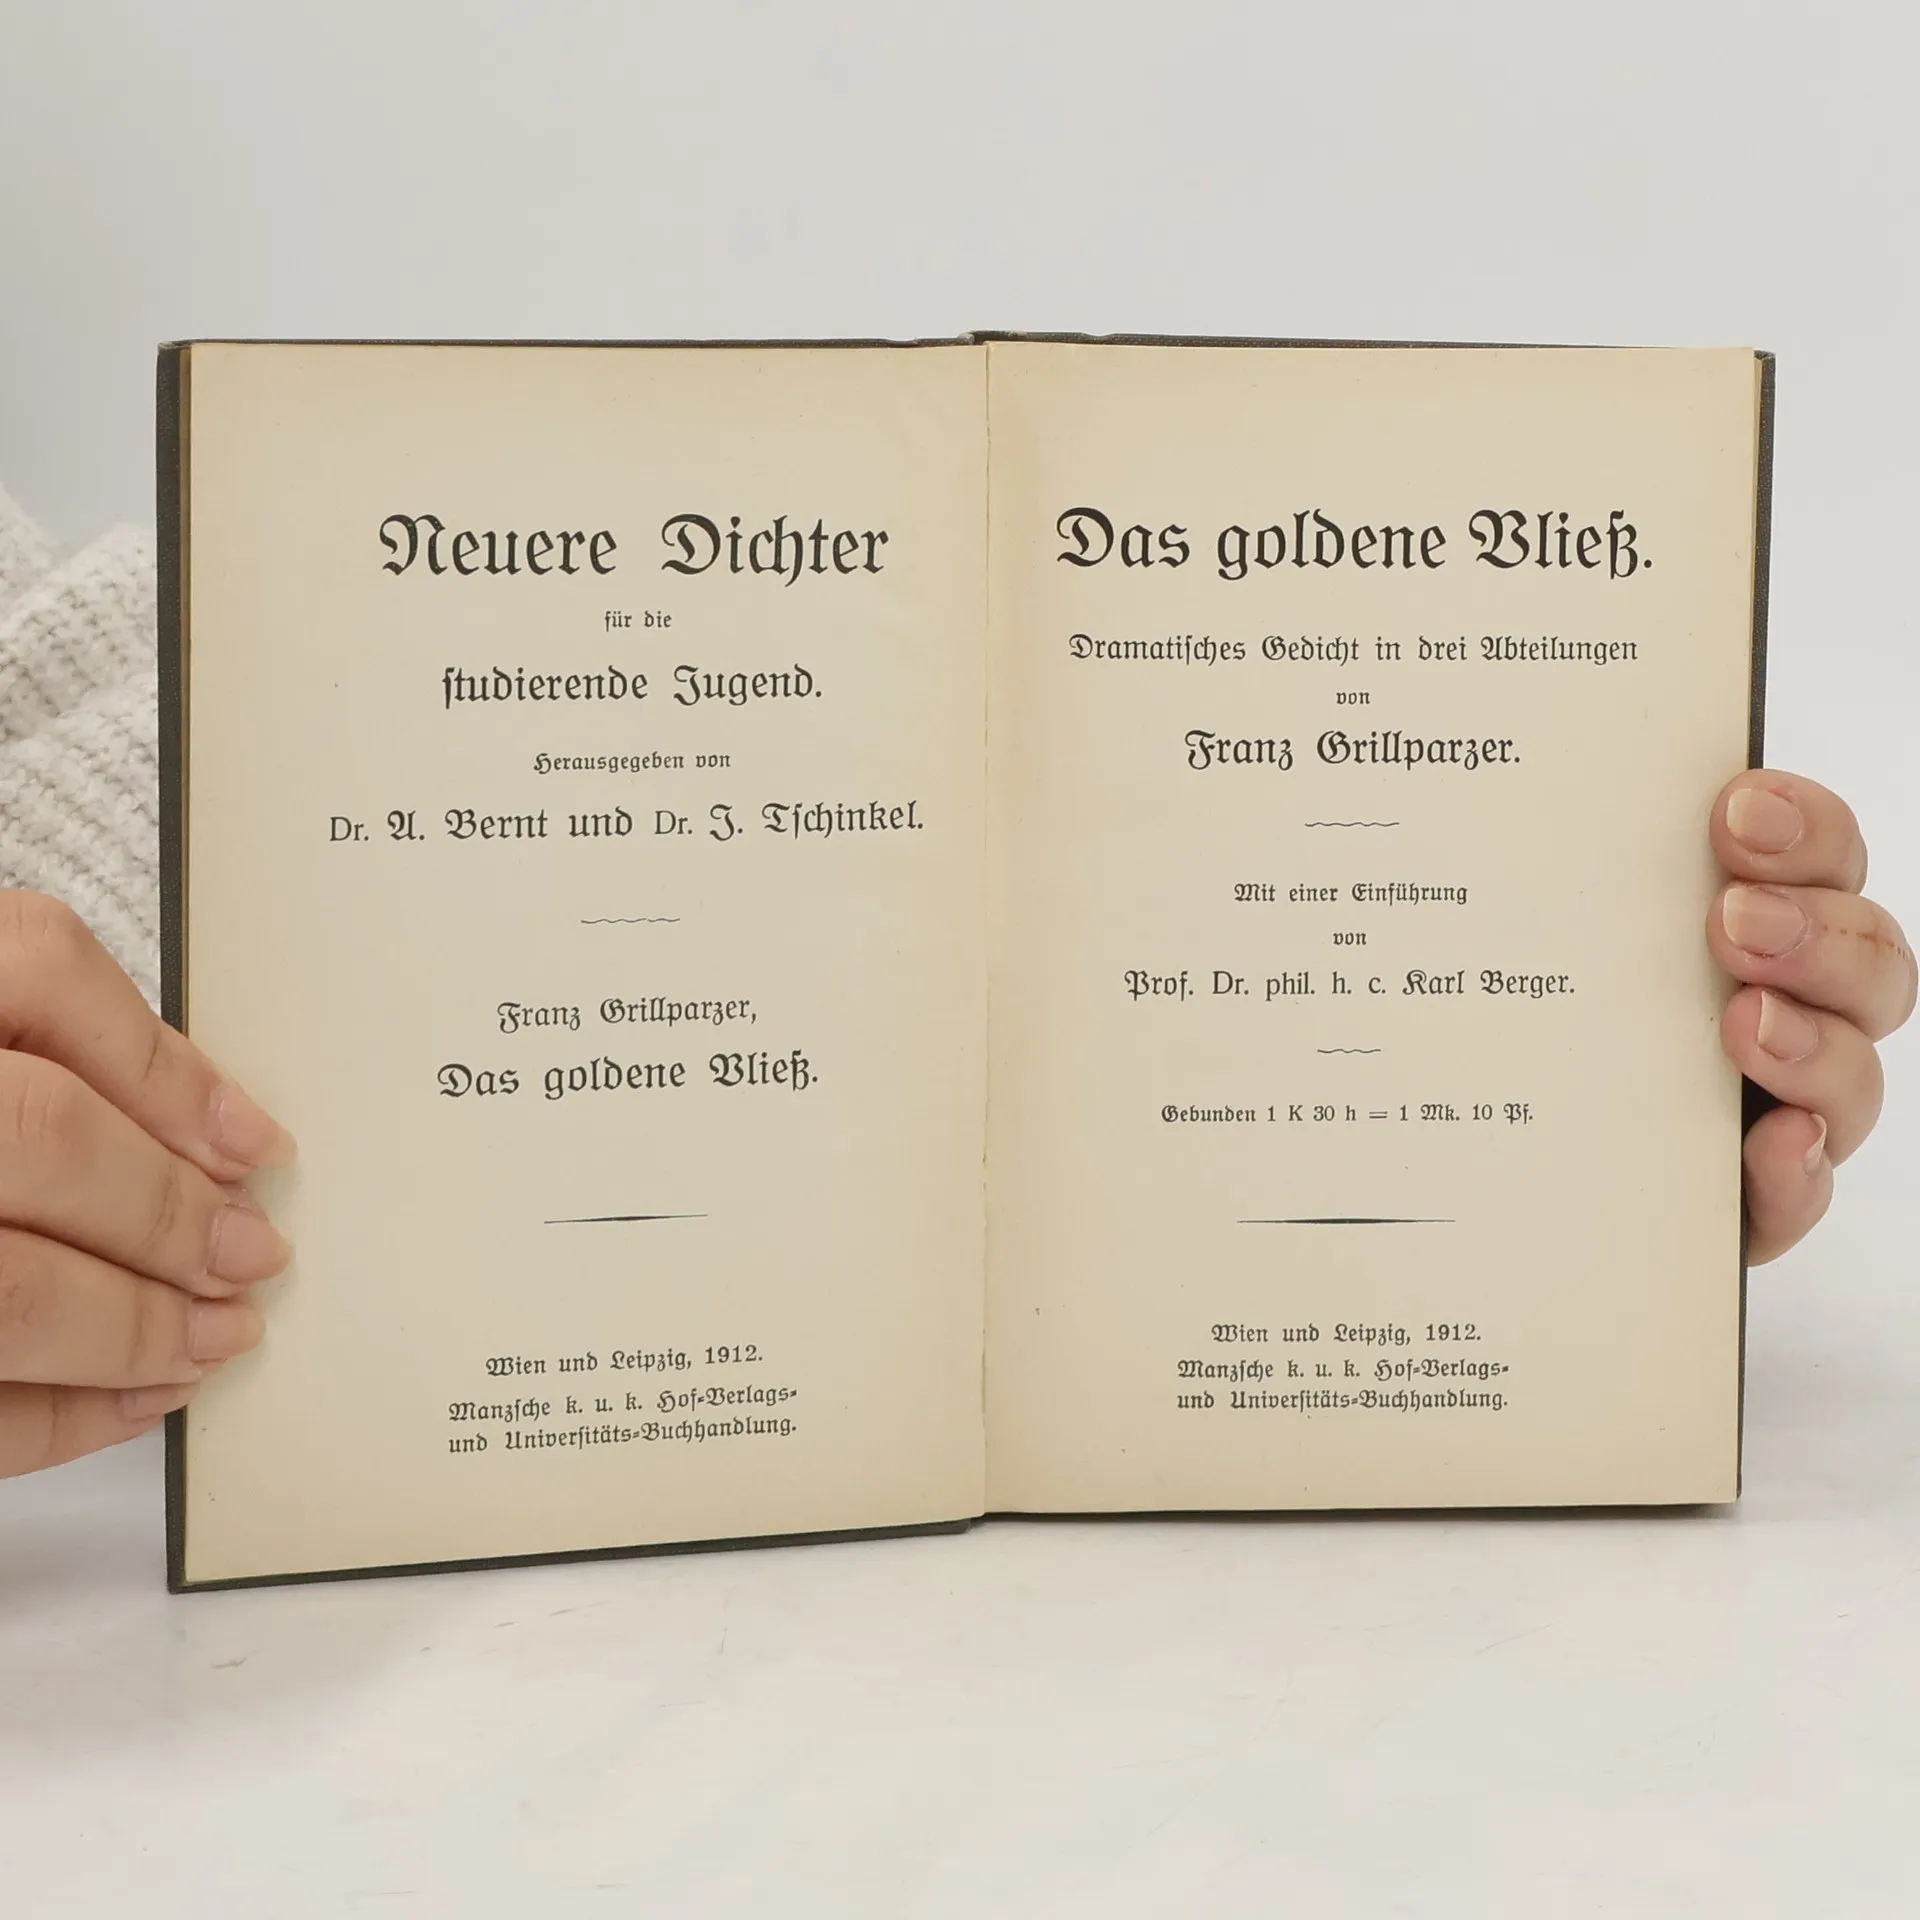 Neuere Dichter
für die
studierende Jugend.
Herausgegeben von
Dr. A. Bernt und Dr. J. Tschinkel.
Franz Grillparzer,
Das goldene Vließ.
Wien und Leipzig, 1912.
Manzsche k. u. k. Hof-Verlags-
und Universitäts-Buchhandlung.
Das goldene Vließ.
Dramatisches Gedicht in drei Abteilungen
von
Franz Grillparzer.
Mit einer Einführung
von
Prof. Dr. phil. h. c. Karl Berger.
Gebunden 1 K 30 h = 1 Mk. 10 Pf.
Wien und Leipzig, 1912.
Manzsche k. u. k. Hof-Verlags-
und Universitäts-Buchhandlung.